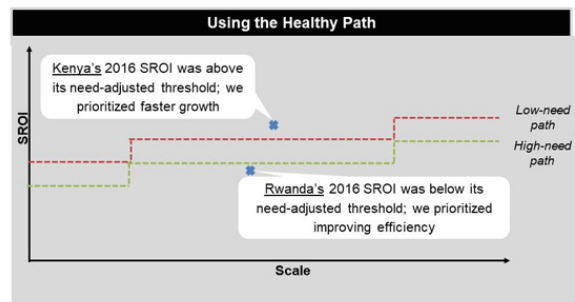 Using the Healthy Path
Kenya's 2016 SROI was above
its need-adjusted threshold; we
prioritized faster growth
SROI
Low-need
path
High-need
path
Rwanda's 2016 SROI was below its
need-adjusted threshold; we prioritized
improving efficiency
Scale